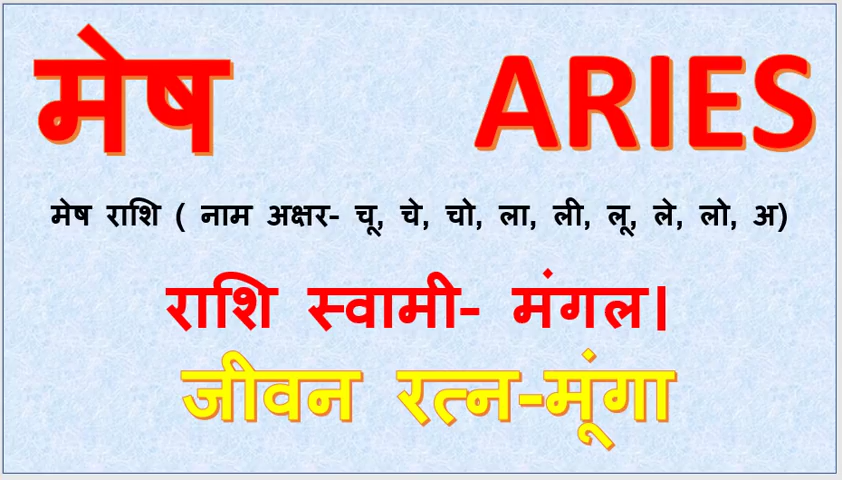 मेष ARIES
मेष राशि ( नाम अक्षर- चू, चे, चो, ला, ली, लू, ले, लो, अ)
राशि स्वामी- मंगल।
जीवन रत्न-मूंगा